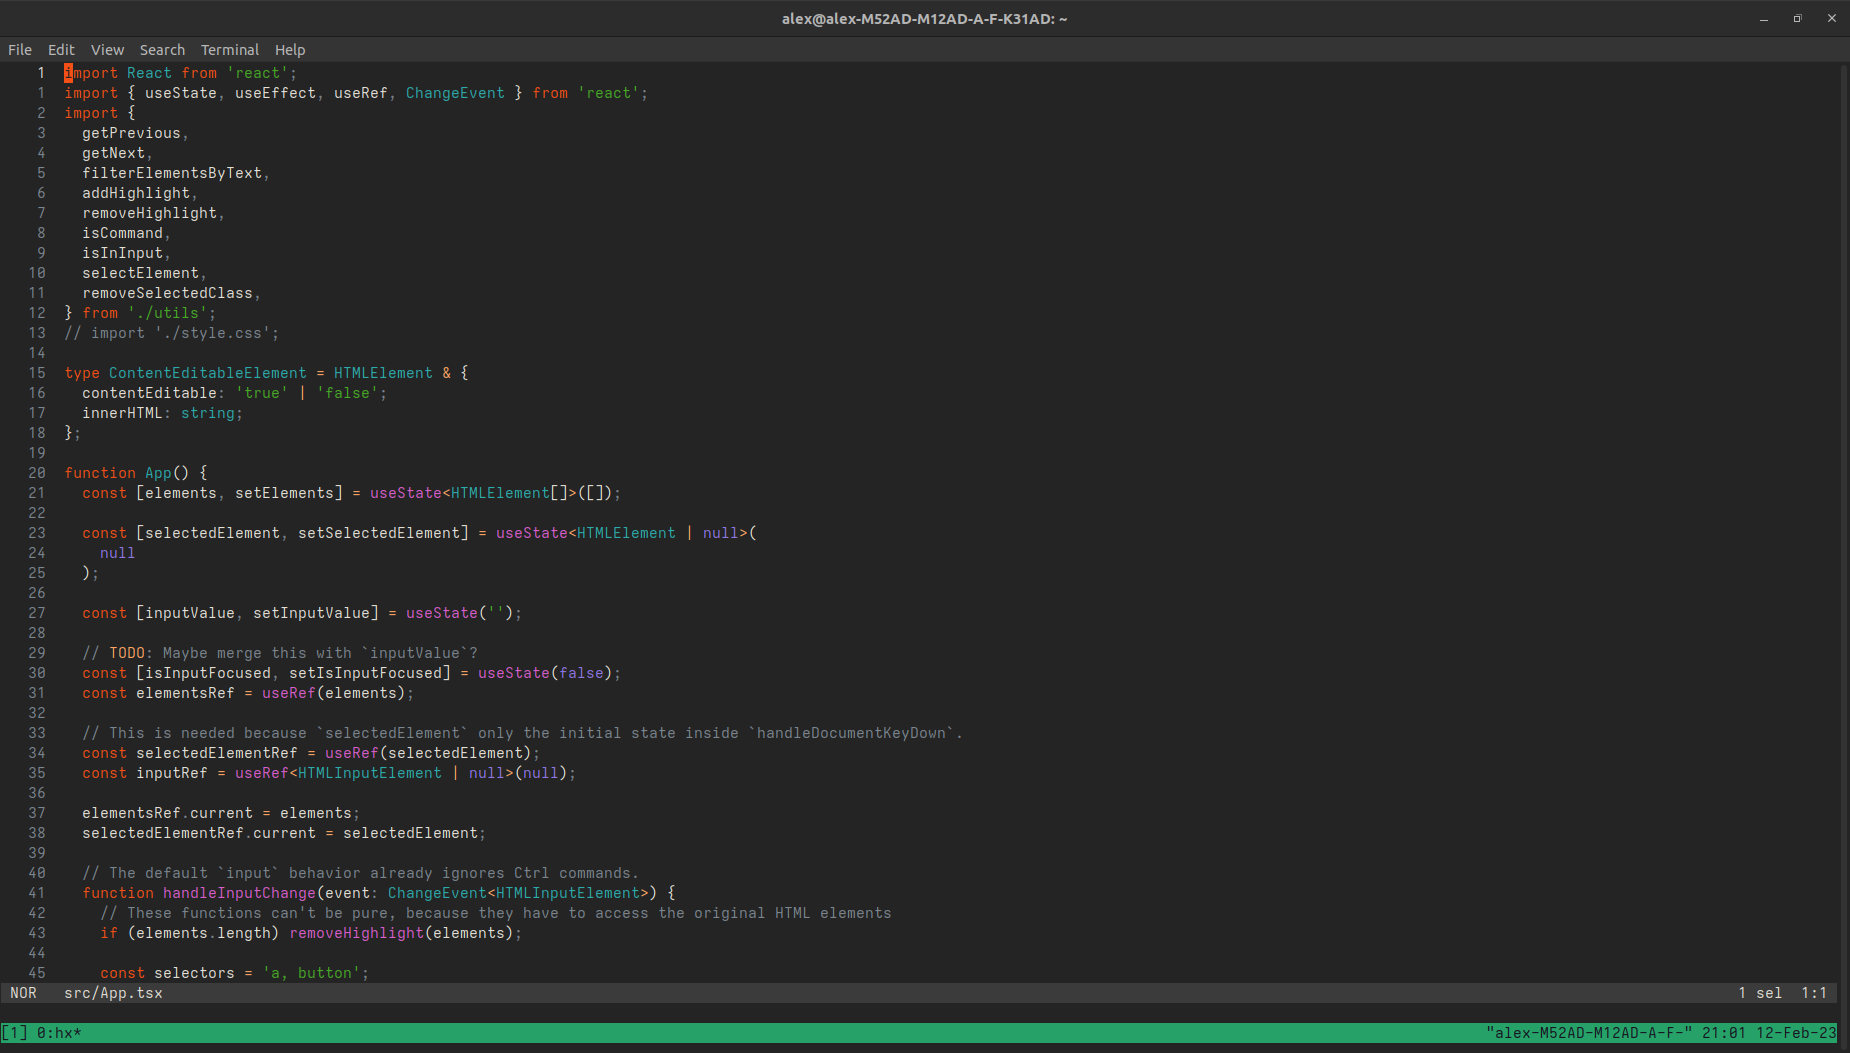 alex@alex-M52AD-M12AD-A-F-K31AD: ~
File Edit View Search Terminal Help
1 import React from 'react';
1 import { useState, useEffect, useRef, ChangeEvent } from 'react';
2 import {
3   getPrevious,
4   getNext,
5   filterElementsByText,
6   addHighlight,
7   removeHighlight,
8   isCommand,
9   isInInput,
10   selectElement,
11   removeSelectedClass,
12 } from './utils';
13 // import './style.css';
14
15 type ContentEditableElement = HTMLElement & {
16   contentEditable: 'true' | 'false';
17   innerHTML: string;
18 };
19
20 function App() {
21   const [elements, setElements] = useState<HTMLElement[]>([]);
22
23   const [selectedElement, setSelectedElement] = useState<HTMLElement | null>(
24     null
25   );
26
27   const [inputValue, setInputValue] = useState('');
28
29   // TODO: Maybe merge this with `inputValue`?
30   const [isInputFocused, setIsInputFocused] = useState(false);
31   const elementsRef = useRef(elements);
32
33   // This is needed because `selectedElement` only the initial state inside `handleDocumentKeyDown`.
34   const selectedElementRef = useRef(selectedElement);
35   const inputRef = useRef<HTMLInputElement | null>(null);
36
37   elementsRef.current = elements;
38   selectedElementRef.current = selectedElement;
39
40   // The default `input` behavior already ignores Ctrl commands.
41   function handleInputChange(event: ChangeEvent<HTMLInputElement>) {
42     // These functions can't be pure, because they have to access the original HTML elements
43     if (elements.length) removeHighlight(elements);
44
45     const selectors = 'a, button';
NOR src/App.tsx 1 sel 1:1
[1] 0:hx* "alex-M52AD-M12AD-A-F-" 21:01 12-Feb-23